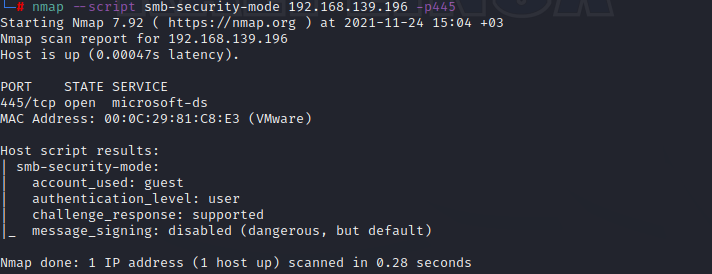 └─# nmap --script smb-security-mode 192.168.139.196 -p445
Starting Nmap 7.92 ( https://nmap.org ) at 2021-11-24 15:04 +03
Nmap scan report for 192.168.139.196
Host is up (0.00047s latency).

PORT    STATE SERVICE
445/tcp open  microsoft-ds
MAC Address: 00:0C:29:81:C8:E3 (VMware)

Host script results:
| smb-security-mode:
|   account_used: guest
|   authentication_level: user
|   challenge_response: supported
|_  message_signing: disabled (dangerous, but default)

Nmap done: 1 IP address (1 host up) scanned in 0.28 seconds